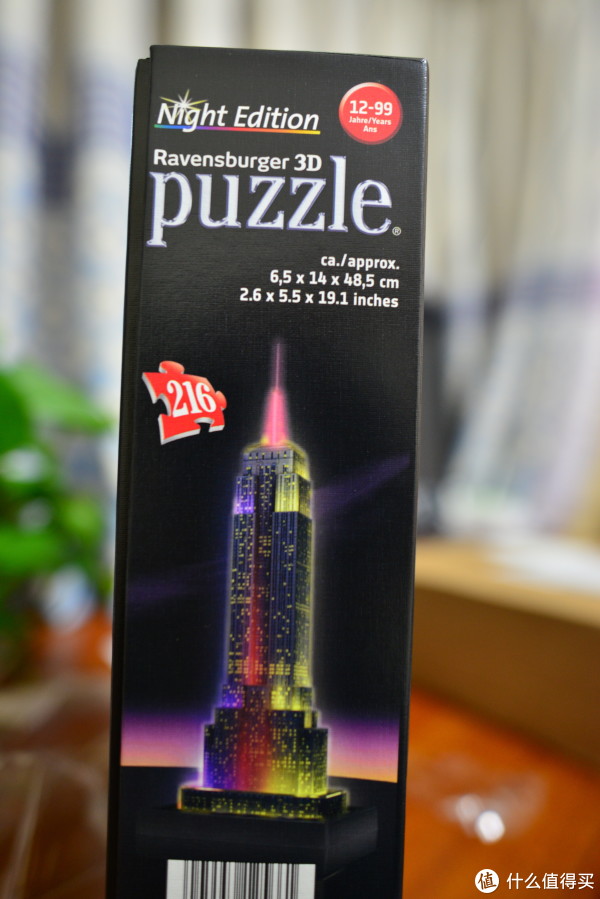 Night Edition
12-99
Jahre/Years
Ans
Ravensburger 3D
puzzle®
ca./approx.
6,5 x 14 x 48,5 cm
2.6 x 5.5 x 19.1 inches
216
值 什么值得买